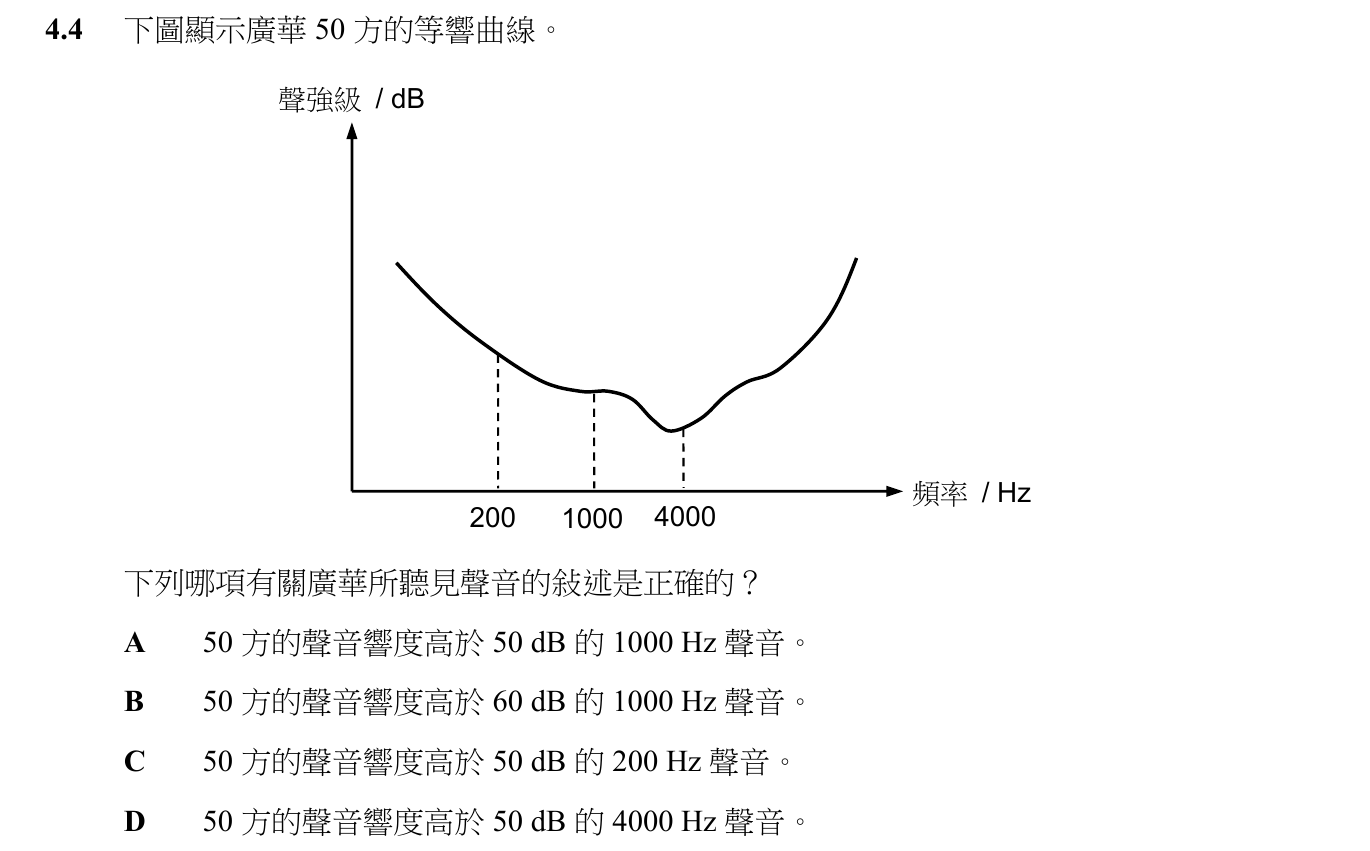 4.4 下圖顯示廣華 50 方的等響曲線。
聲強級 / dB
頻率 / Hz
200 1000 4000
下列哪項有關廣華所聽見聲音的敍述是正確的？
A 50 方的聲音響度高於 50 dB 的 1000 Hz 聲音。
B 50 方的聲音響度高於 60 dB 的 1000 Hz 聲音。
C 50 方的聲音響度高於 50 dB 的 200 Hz 聲音。
D 50 方的聲音響度高於 50 dB 的 4000 Hz 聲音。